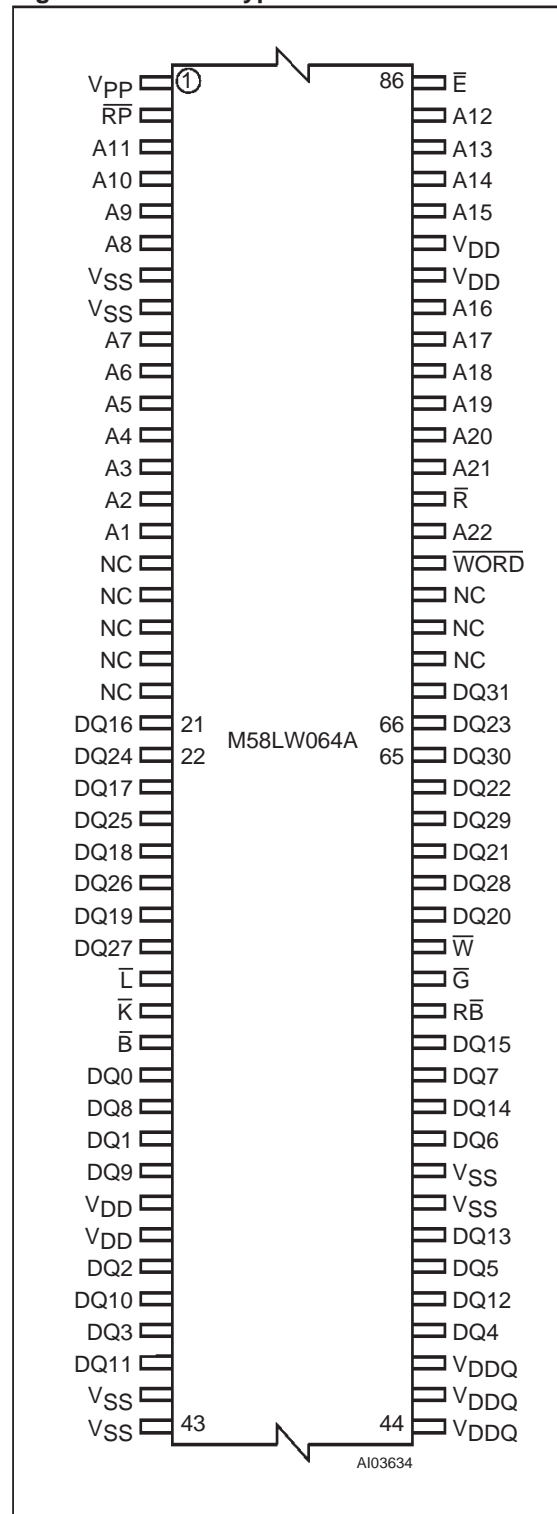 VPP 1 86 E̅
R̅P̅ A12
A11 A13
A10 A14
A9 A15
A8 VDD
VSS VDD
VSS A16
A7 A17
A6 A18
A5 A19
A4 A20
A3 A21
A2 R̅
A1 A22
NC W̅O̅R̅D̅
NC NC
NC NC
NC NC
NC DQ31
DQ16 21 M58LW064A 66 DQ23
DQ24 22 65 DQ30
DQ17 DQ22
DQ25 DQ29
DQ18 DQ21
DQ26 DQ28
DQ19 DQ20
DQ27 W̅
L̅ G̅
K̅ RB̅
B̅ DQ15
DQ0 DQ7
DQ8 DQ14
DQ1 DQ6
DQ9 VSS
VDD VSS
VDD DQ13
DQ2 DQ5
DQ10 DQ12
DQ3 DQ4
DQ11 VDDQ
VSS VDDQ
VSS 43 44 VDDQ
AI03634